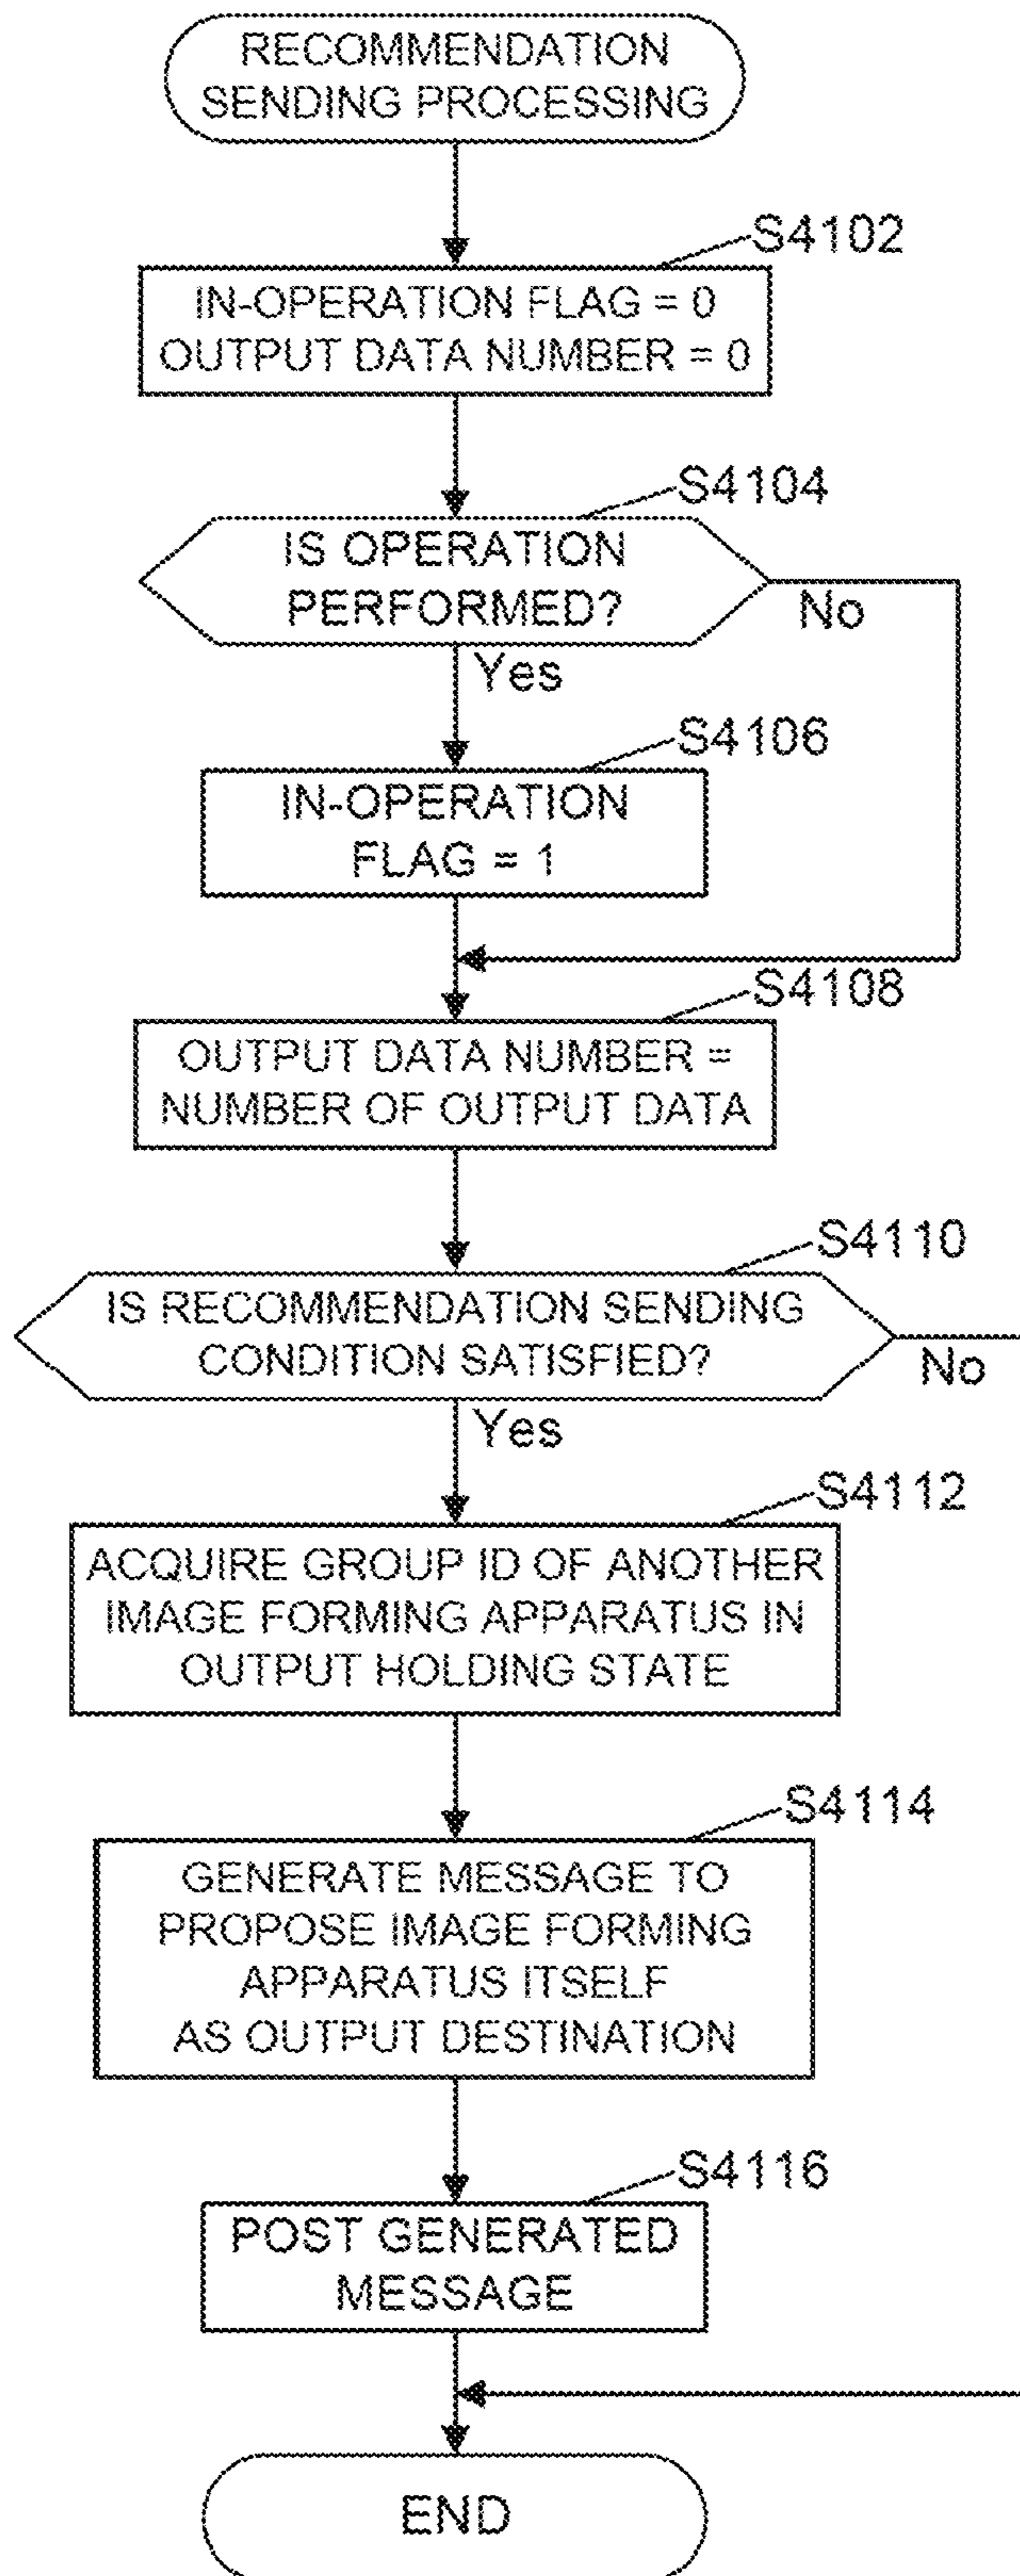 RECOMMENDATION
SENDING PROCESSING
S4102
IN-OPERATION FLAG = 0
OUTPUT DATA NUMBER = 0
S4104
IS OPERATION
PERFORMED?
No
Yes
S4106
IN-OPERATION
FLAG = 1
S4108
OUTPUT DATA NUMBER =
NUMBER OF OUTPUT DATA
S4110
IS RECOMMENDATION SENDING
CONDITION SATISFIED?
No
Yes
S4112
ACQUIRE GROUP ID OF ANOTHER
IMAGE FORMING APPARATUS IN
OUTPUT HOLDING STATE
S4114
GENERATE MESSAGE TO
PROPOSE IMAGE FORMING
APPARATUS ITSELF
AS OUTPUT DESTINATION
S4116
POST GENERATED
MESSAGE
END